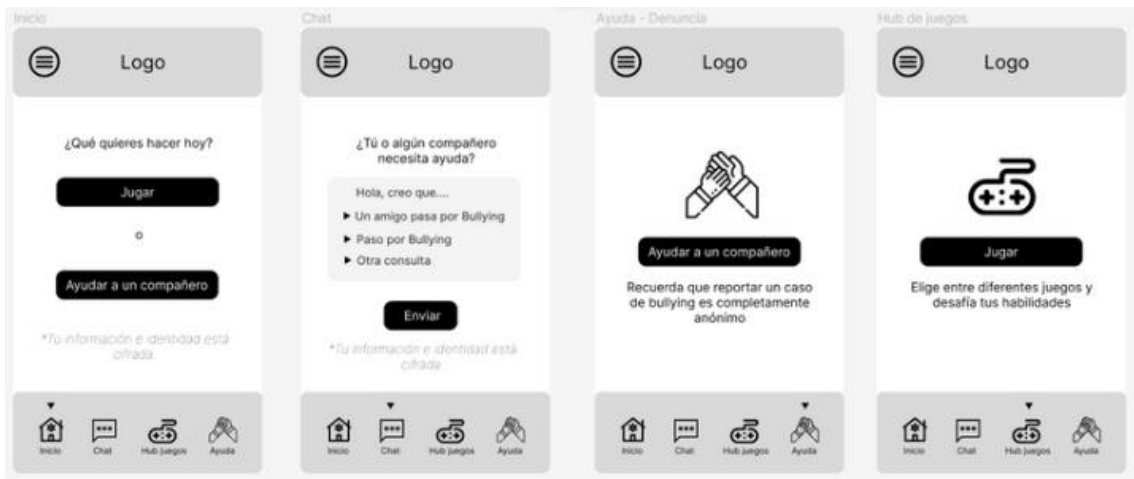 Inicio
Logo
¿Qué quieres hacer hoy?
Jugar
o
Ayudar a un compañero
*Tu información e identidad está
cifrada.
Inicio
Chat
Hub juegos
Ayuda
Chat
Logo
¿Tú o algún compañero
necesita ayuda?
Hola, creo que....
Un amigo pasa por Bullying
Paso por Bullying
Otra consulta
Enviar
*Tu información e identidad está
cifrada.
Inicio
Chat
Hub juegos
Ayuda
Ayuda - Denuncia
Logo
Ayudar a un compañero
Recuerda que reportar un caso
de bullying es completamente
anónimo
Inicio
Chat
Hub juegos
Ayuda
Hub de juegos
Logo
Jugar
Elige entre diferentes juegos y
desafía tus habilidades
Inicio
Chat
Hub juegos
Ayuda